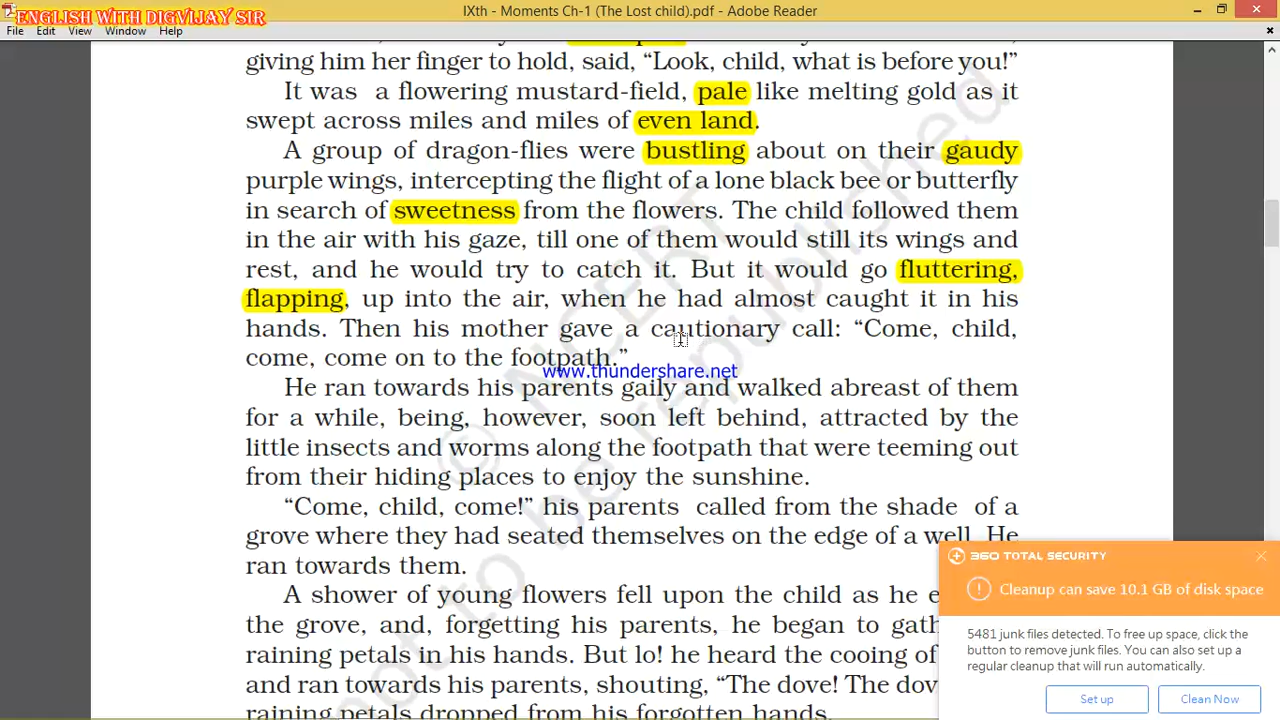 ENGLISH WITH DIGVIJAY SIR
IXth - Moments Ch-1 (The Lost child).pdf - Adobe Reader
File Edit View Window Help
giving him her finger to hold, said, “Look, child, what is before you!”
It was a flowering mustard-field, pale like melting gold as it
swept across miles and miles of even land.
A group of dragon-flies were bustling about on their gaudy
purple wings, intercepting the flight of a lone black bee or butterfly
in search of sweetness from the flowers. The child followed them
in the air with his gaze, till one of them would still its wings and
rest, and he would try to catch it. But it would go fluttering,
flapping, up into the air, when he had almost caught it in his
hands. Then his mother gave a cautionary call: “Come, child,
come, come on to the footpath.”
www.thundershare.net
He ran towards his parents gaily and walked abreast of them
for a while, being, however, soon left behind, attracted by the
little insects and worms along the footpath that were teeming out
from their hiding places to enjoy the sunshine.
“Come, child, come!” his parents called from the shade of a
grove where they had seated themselves on the edge of a well. He
ran towards them.
A shower of young flowers fell upon the child as he e
the grove, and, forgetting his parents, he began to gath
raining petals in his hands. But lo! he heard the cooing of
and ran towards his parents, shouting, “The dove! The dov
raining petals dropped from his forgotten hands.
© NCERT
not to be republished
360 TOTAL SECURITY
Cleanup can save 10.1 GB of disk space
5481 junk files detected. To free up space, click the
button to remove junk files. You can also set up a
regular cleanup that will run automatically.
Set up
Clean Now